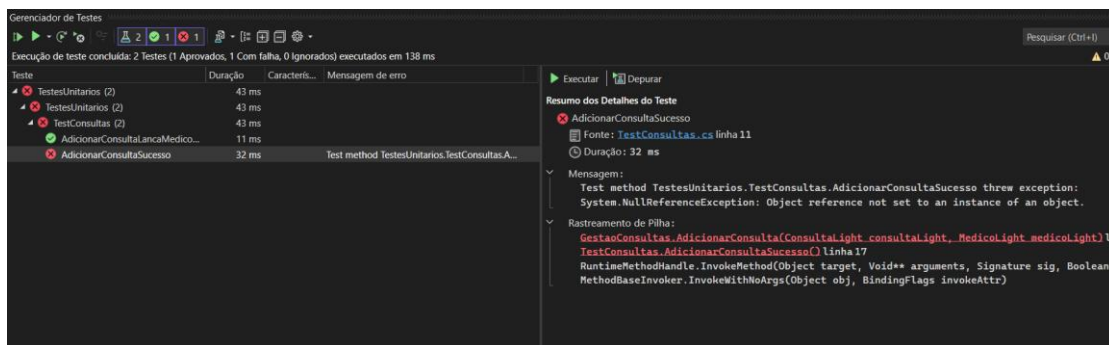 Gerenciador de Testes
2 1 1
Pesquisar (Ctrl+I)
Execução de teste concluída: 2 Testes (1 Aprovados, 1 Com falha, 0 Ignorados) executados em 138 ms
0
Teste Duração Caracterís... Mensagem de erro
TestesUnitarios (2) 43 ms
TestesUnitarios (2) 43 ms
TestConsultas (2) 43 ms
AdicionarConsultaLancaMedico... 11 ms
AdicionarConsultaSucesso 32 ms Test method TestesUnitarios.TestConsultas.A...
Executar Depurar
Resumo dos Detalhes do Teste
AdicionarConsultaSucesso
Fonte: TestConsultas.cs linha 11
Duração: 32 ms
Mensagem:
Test method TestesUnitarios.TestConsultas.AdicionarConsultaSucesso threw exception:
System.NullReferenceException: Object reference not set to an instance of an object.
Rastreamento de Pilha:
GestaoConsultas.AdicionarConsulta(ConsultaLight consultaLight, MedicoLight medicoLight) l
TestConsultas.AdicionarConsultaSucesso() linha 17
RuntimeMethodHandle.InvokeMethod(Object target, Void** arguments, Signature sig, Boolean
MethodBaseInvoker.InvokeWithNoArgs(Object obj, BindingFlags invokeAttr)